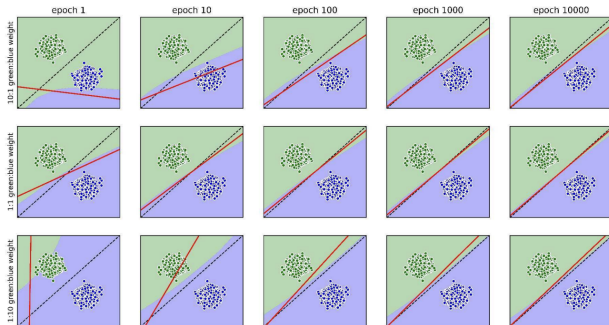 epoch 1
epoch 10
epoch 100
epoch 1000
epoch 10000
10:1 green:blue weight
1:1 green:blue weight
1:10 green:blue weight